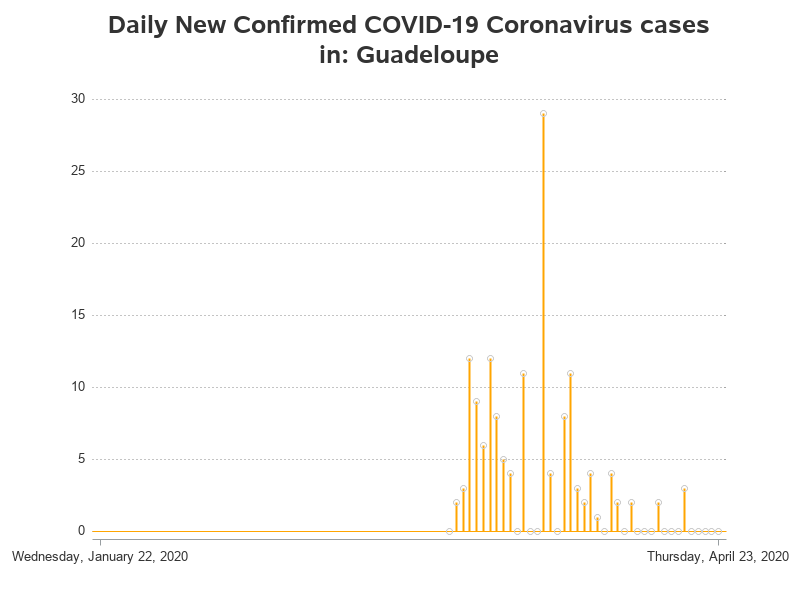 Daily New Confirmed COVID-19 Coronavirus cases
in: Guadeloupe
30
25
20
15
10
5
0
Wednesday, January 22, 2020
Thursday, April 23, 2020